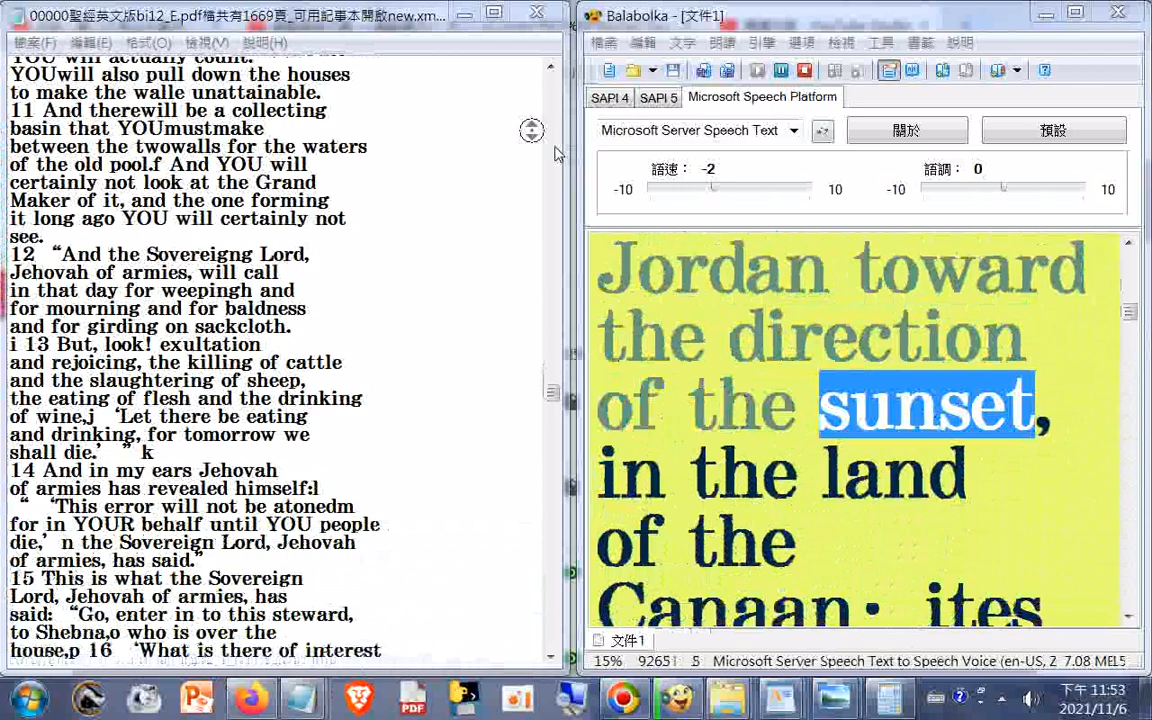 00000聖經英文版bi12_E.pdf檔共有1669頁_可用記事本開啟new.xm...
檔案(F) 編輯(E) 格式(O) 檢視(V) 說明(H)
YOU will actually count.
YOUwill also pull down the houses
to make the walle unattainable.
11 And therewill be a collecting
basin that YOUmustmake
between the twowalls for the waters
of the old pool.f And YOU will
certainly not look at the Grand
Maker of it, and the one forming
it long ago YOU will certainly not
see.
12 “And the Sovereigng Lord,
Jehovah of armies, will call
in that day for weepingh and
for mourning and for baldness
and for girding on sackcloth.
i 13 But, look! exultation
and rejoicing, the killing of cattle
and the slaughtering of sheep,
the eating of flesh and the drinking
of wine,j ‘Let there be eating
and drinking, for tomorrow we
shall die.’ ” k
14 And in my ears Jehovah
of armies has revealed himself:l
“ ‘This error will not be atonedm
for in YOUR behalf until YOU people
die,’ n the Sovereign Lord, Jehovah
of armies, has said.”
15 This is what the Sovereign
Lord, Jehovah of armies, has
said: “Go, enter in to this steward,
to Shebna,o who is over the
house,p 16 ‘What is there of interest
Balabolka - [文件1]
檔案 編輯 文字 朗讀 引擎 選項 檢視 工具 書籤 說明
SAPI 4 SAPI 5 Microsoft Speech Platform
Microsoft Server Speech Text 關於 預設
語速： -2 語調： 0
-10 10 -10 10
Jordan toward
the direction
of the sunset,
in the land
of the
Canaan· ites
文件1
15% 92651 5 Microsoft Server Speech Text to Speech Voice (en-US, Z 7.08 МЕБ
PDF
下午 11:53
2021/11/6